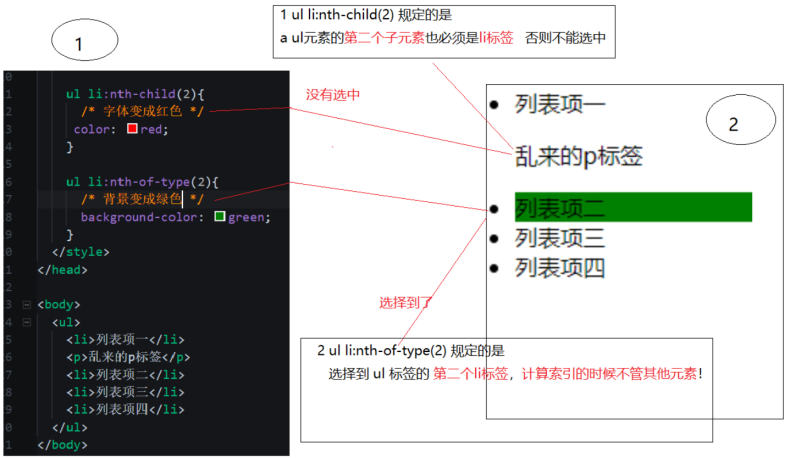 1 ul li:nth-child(2) 规定的是
a ul元素的第二个子元素也必须是li标签 否则不能选中
1
0
1 ul li:nth-child(2){
2 /* 字体变成红色 */
3 color: red;
4 }
5
6 ul li:nth-of-type(2){
7 /* 背景变成绿色 */
8 background-color: green;
9 }
0 </style>
1 </head>
2
3 <body>
4 <ul>
5 <li>列表项一</li>
6 <p>乱来的p标签</p>
7 <li>列表项二</li>
8 <li>列表项三</li>
9 <li>列表项四</li>
0 </ul>
1 </body>
没有选中
选择到了
2
列表项一
乱来的p标签
列表项二
列表项三
列表项四
2 ul li:nth-of-type(2) 规定的是
选择到 ul 标签的 第二个li标签，计算索引的时候不管其他元素！